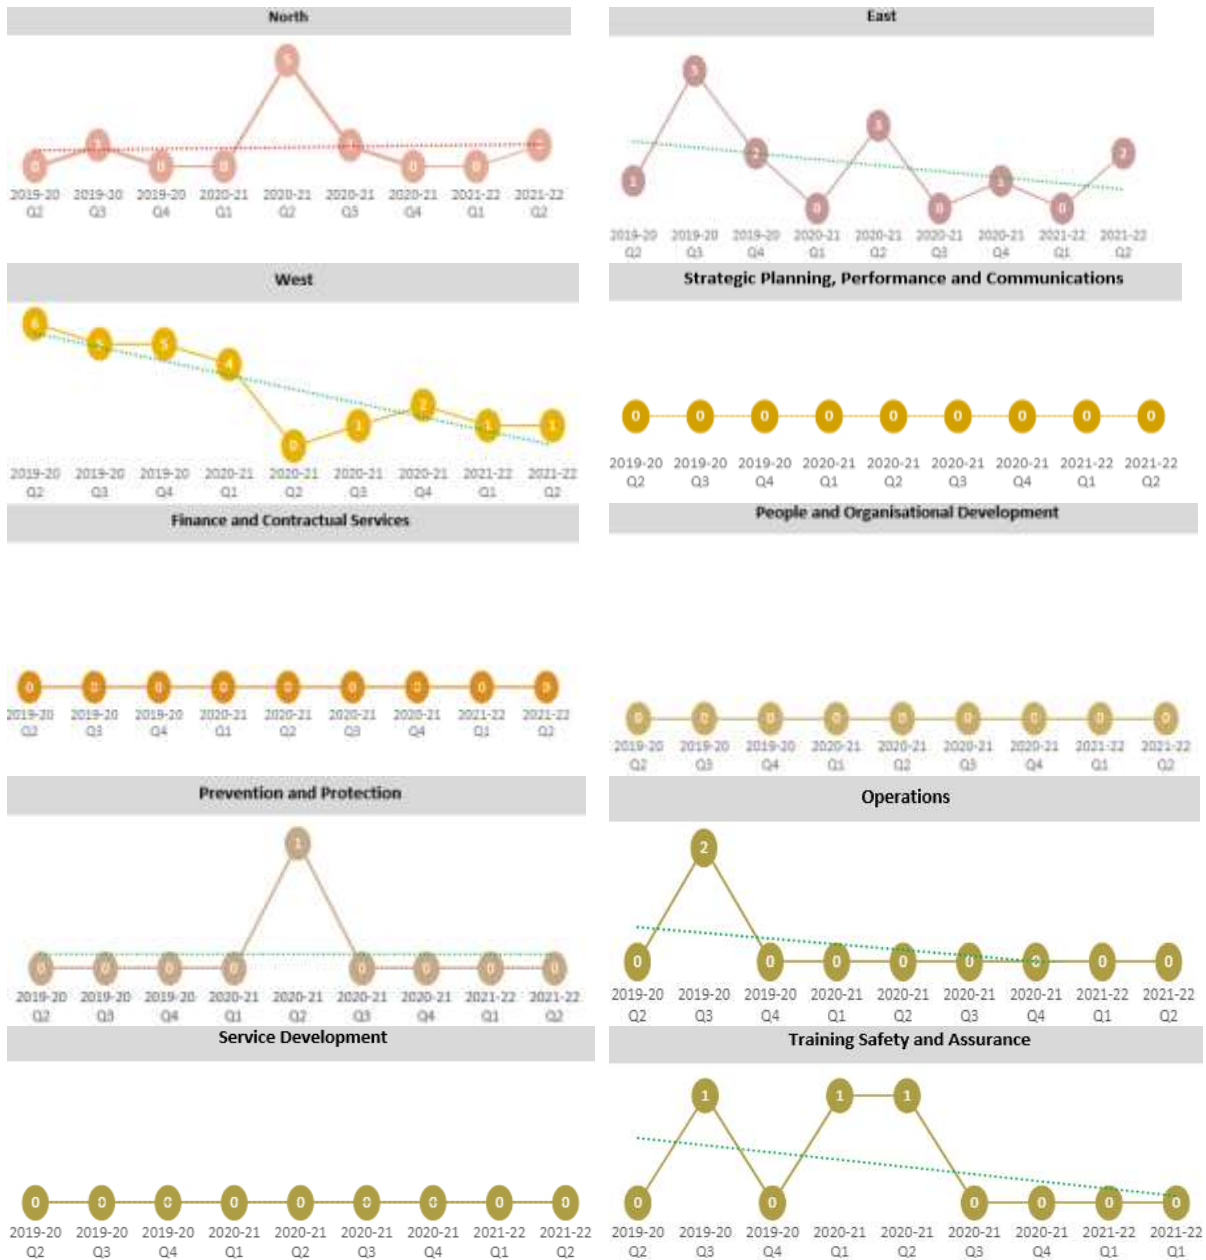 North
5
1 1 1
0 0 0 0 0
2019-20 2019-20 2019-20 2020-21 2020-21 2020-21 2020-21 2021-22 2021-22
Q2 Q3 Q4 Q1 Q2 Q3 Q4 Q1 Q2
East
5
3
2 2
1 1
0 0 0
2019-20 2019-20 2019-20 2020-21 2020-21 2020-21 2020-21 2021-22 2021-22
Q2 Q3 Q4 Q1 Q2 Q3 Q4 Q1 Q2
West
6
5 5
4
2
1 1 1
0
2019-20 2019-20 2019-20 2020-21 2020-21 2020-21 2020-21 2021-22 2021-22
Q2 Q3 Q4 Q1 Q2 Q3 Q4 Q1 Q2
Strategic Planning, Performance and Communications
0 0 0 0 0 0 0 0 0
2019-20 2019-20 2019-20 2020-21 2020-21 2020-21 2020-21 2021-22 2021-22
Q2 Q3 Q4 Q1 Q2 Q3 Q4 Q1 Q2
Finance and Contractual Services
0 0 0 0 0 0 0 0 0
2019-20 2019-20 2019-20 2020-21 2020-21 2020-21 2020-21 2021-22 2021-22
Q2 Q3 Q4 Q1 Q2 Q3 Q4 Q1 Q2
People and Organisational Development
0 0 0 0 0 0 0 0 0
2019-20 2019-20 2019-20 2020-21 2020-21 2020-21 2020-21 2021-22 2021-22
Q2 Q3 Q4 Q1 Q2 Q3 Q4 Q1 Q2
Prevention and Protection
1
0 0 0 0 0 0 0 0
2019-20 2019-20 2019-20 2020-21 2020-21 2020-21 2020-21 2021-22 2021-22
Q2 Q3 Q4 Q1 Q2 Q3 Q4 Q1 Q2
Operations
2
0 0 0 0 0 0 0 0
2019-20 2019-20 2019-20 2020-21 2020-21 2020-21 2020-21 2021-22 2021-22
Q2 Q3 Q4 Q1 Q2 Q3 Q4 Q1 Q2
Service Development
0 0 0 0 0 0 0 0 0
2019-20 2019-20 2019-20 2020-21 2020-21 2020-21 2020-21 2021-22 2021-22
Q2 Q3 Q4 Q1 Q2 Q3 Q4 Q1 Q2
Training Safety and Assurance
1 1 1
0 0 0 0 0 0
2019-20 2019-20 2019-20 2020-21 2020-21 2020-21 2020-21 2021-22 2021-22
Q2 Q3 Q4 Q1 Q2 Q3 Q4 Q1 Q2